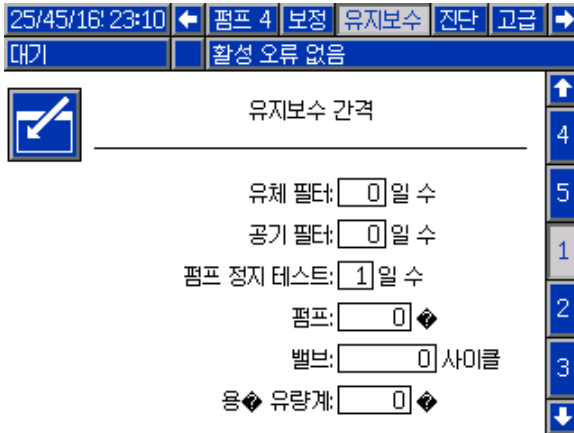 25/45/16' 23:10 펌프 4 보정 유지보수 진단 고급
대기 활성 오류 없음
유지보수 간격
4
유체 필터: 0 일 수
5
공기 필터: 0 일 수
1
펌프 정지 테스트: 1 일 수
펌프: 0 �
2
밸브: 0 사이클
3
용� 유량계: 0 �